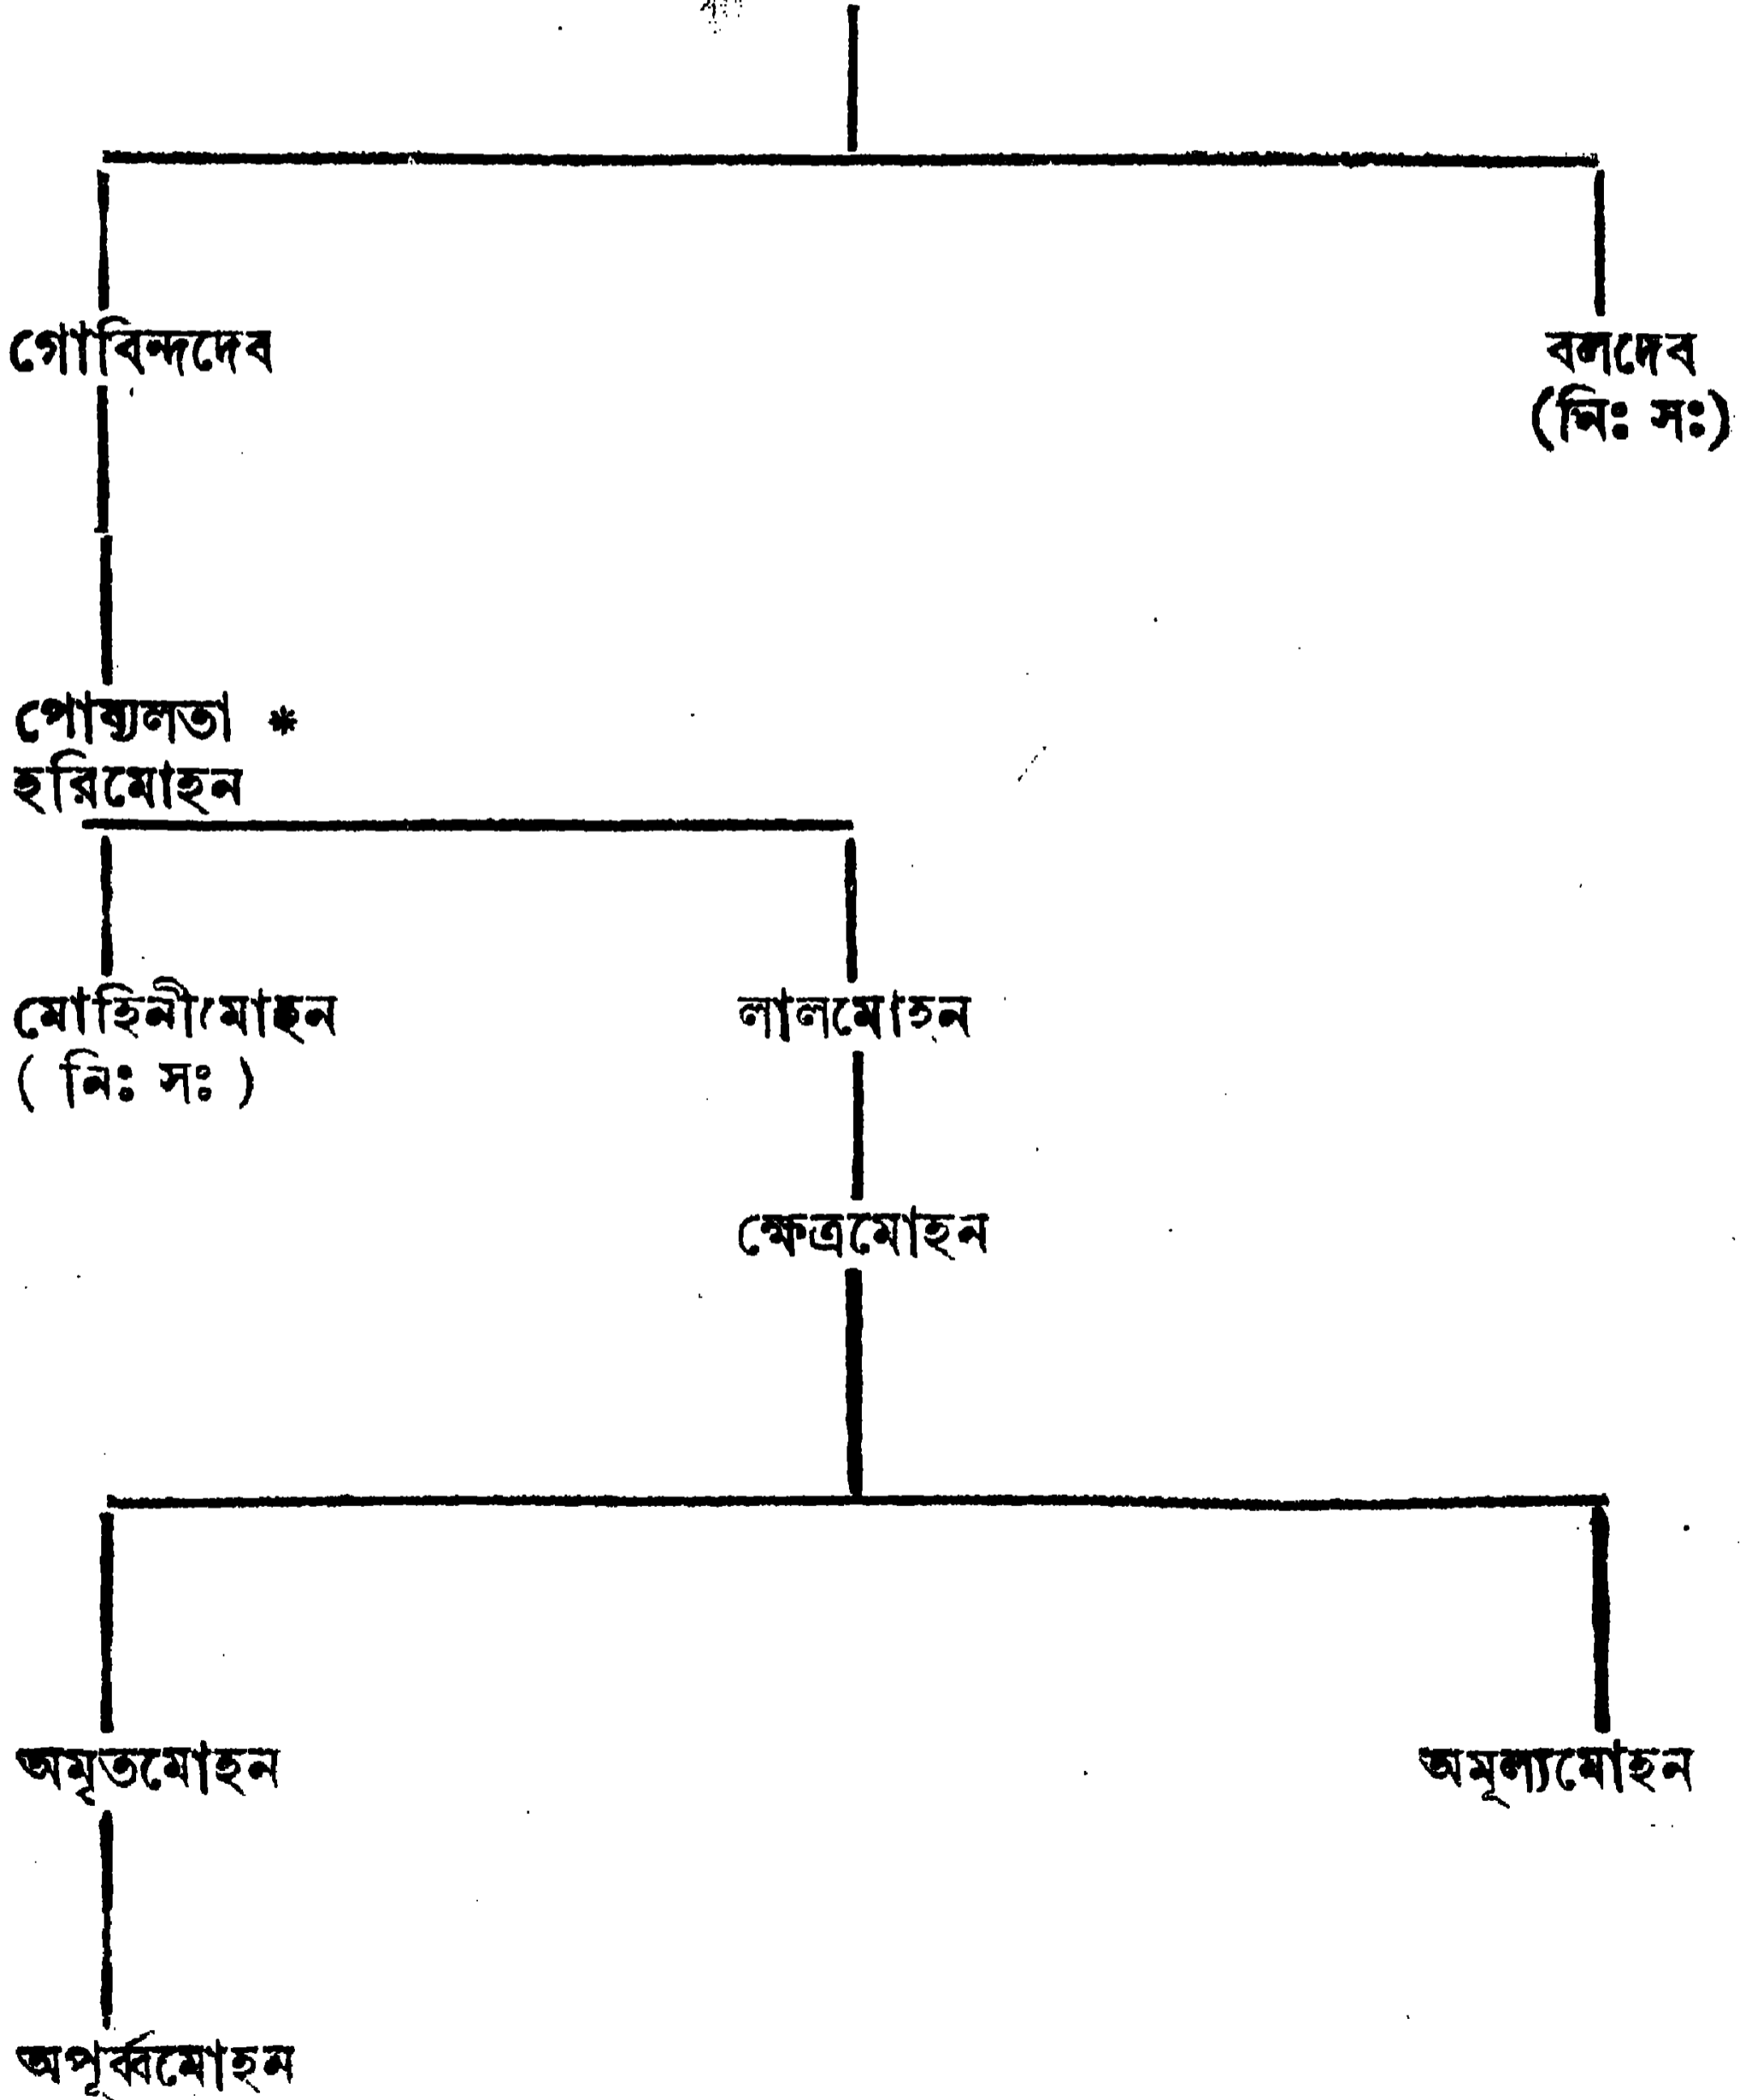 গোবিন্দদেব
বলদেব
(নিঃ সঃ)
পোষ্যলতা *
হরিমোহন
মোহিনীমোহন
লালমোহন
( নিঃ সঃ )
ক্ষেত্রমোহন
অমৃতমোহন
অমূল্যমোহন
অপূর্ব্বমোহন